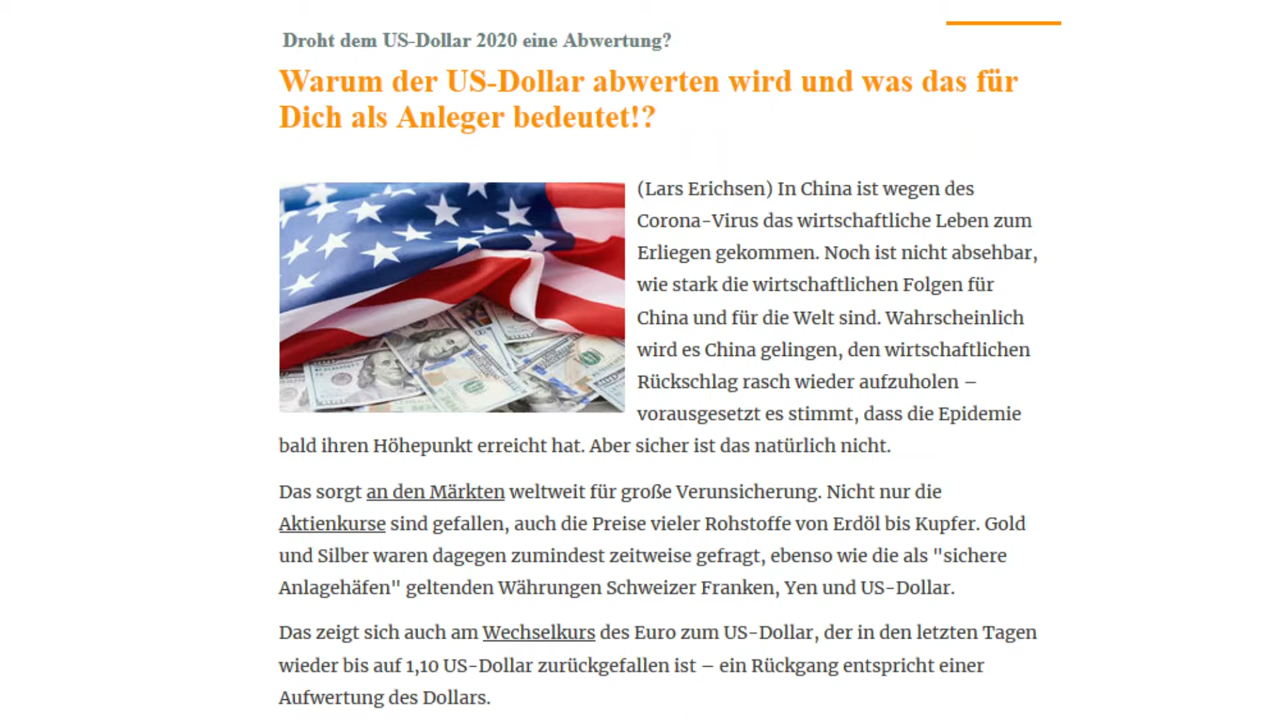 Droht dem US-Dollar 2020 eine Abwertung?
Warum der US-Dollar abwerten wird und was das für
Dich als Anleger bedeutet!?
(Lars Erichsen) In China ist wegen des
Corona-Virus das wirtschaftliche Leben zum
Erliegen gekommen. Noch ist nicht absehbar,
wie stark die wirtschaftlichen Folgen für
China und für die Welt sind. Wahrscheinlich
wird es China gelingen, den wirtschaftlichen
Rückschlag rasch wieder aufzuholen –
vorausgesetzt es stimmt, dass die Epidemie
bald ihren Höhepunkt erreicht hat. Aber sicher ist das natürlich nicht.
Das sorgt an den Märkten weltweit für große Verunsicherung. Nicht nur die
Aktienkurse sind gefallen, auch die Preise vieler Rohstoffe von Erdöl bis Kupfer. Gold
und Silber waren dagegen zumindest zeitweise gefragt, ebenso wie die als "sichere
Anlagehäfen" geltenden Währungen Schweizer Franken, Yen und US-Dollar.
Das zeigt sich auch am Wechselkurs des Euro zum US-Dollar, der in den letzten Tagen
wieder bis auf 1,10 US-Dollar zurückgefallen ist – ein Rückgang entspricht einer
Aufwertung des Dollars.